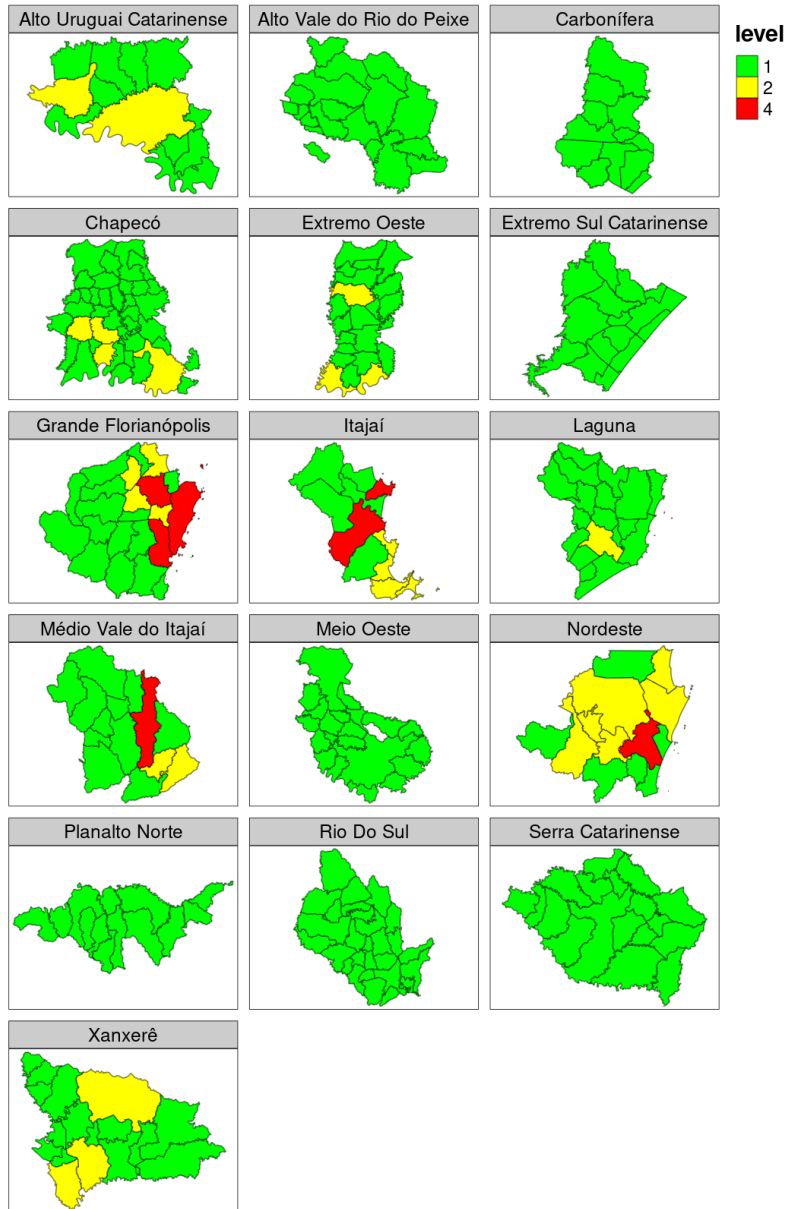 Alto Uruguai Catarinense
Alto Vale do Rio do Peixe
Carbonífera
level
1
2
4
Chapecó
Extremo Oeste
Extremo Sul Catarinense
Grande Florianópolis
Itajaí
Laguna
Médio Vale do Itajaí
Meio Oeste
Nordeste
Planalto Norte
Rio Do Sul
Serra Catarinense
Xanxerê